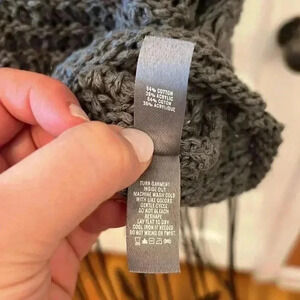 64% COTTON
36% ACRYLIC
64% COTON
36% ACRYLIQUE
TURN GARMENT
INSIDE OUT
MACHINE WASH COLD
WITH LIKE COLORS
GENTLE CYCLE
DO NOT BLEACH
RESHAPE
LAY FLAT TO DRY
COOL IRON IF NEEDED
DO NOT WRING OR TWIST